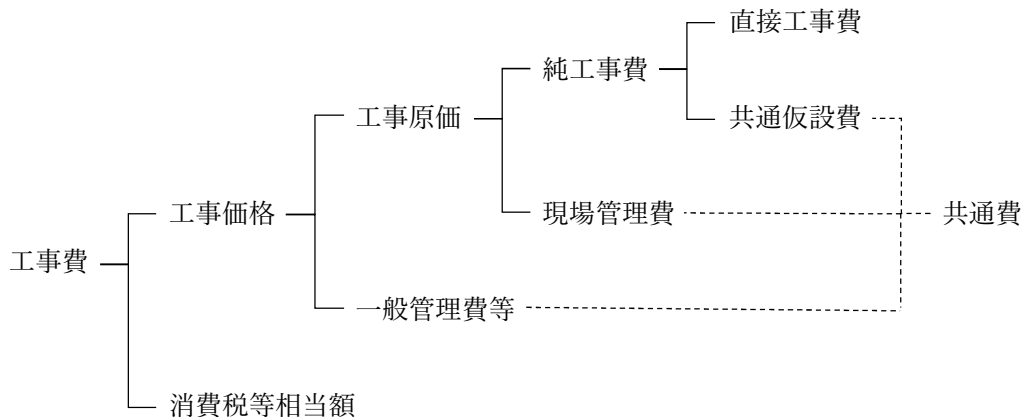 直接工事費
純工事費
工事原価
共通仮設費
工事価格
現場管理費
共通費
工事費
一般管理費等
消費税等相当額